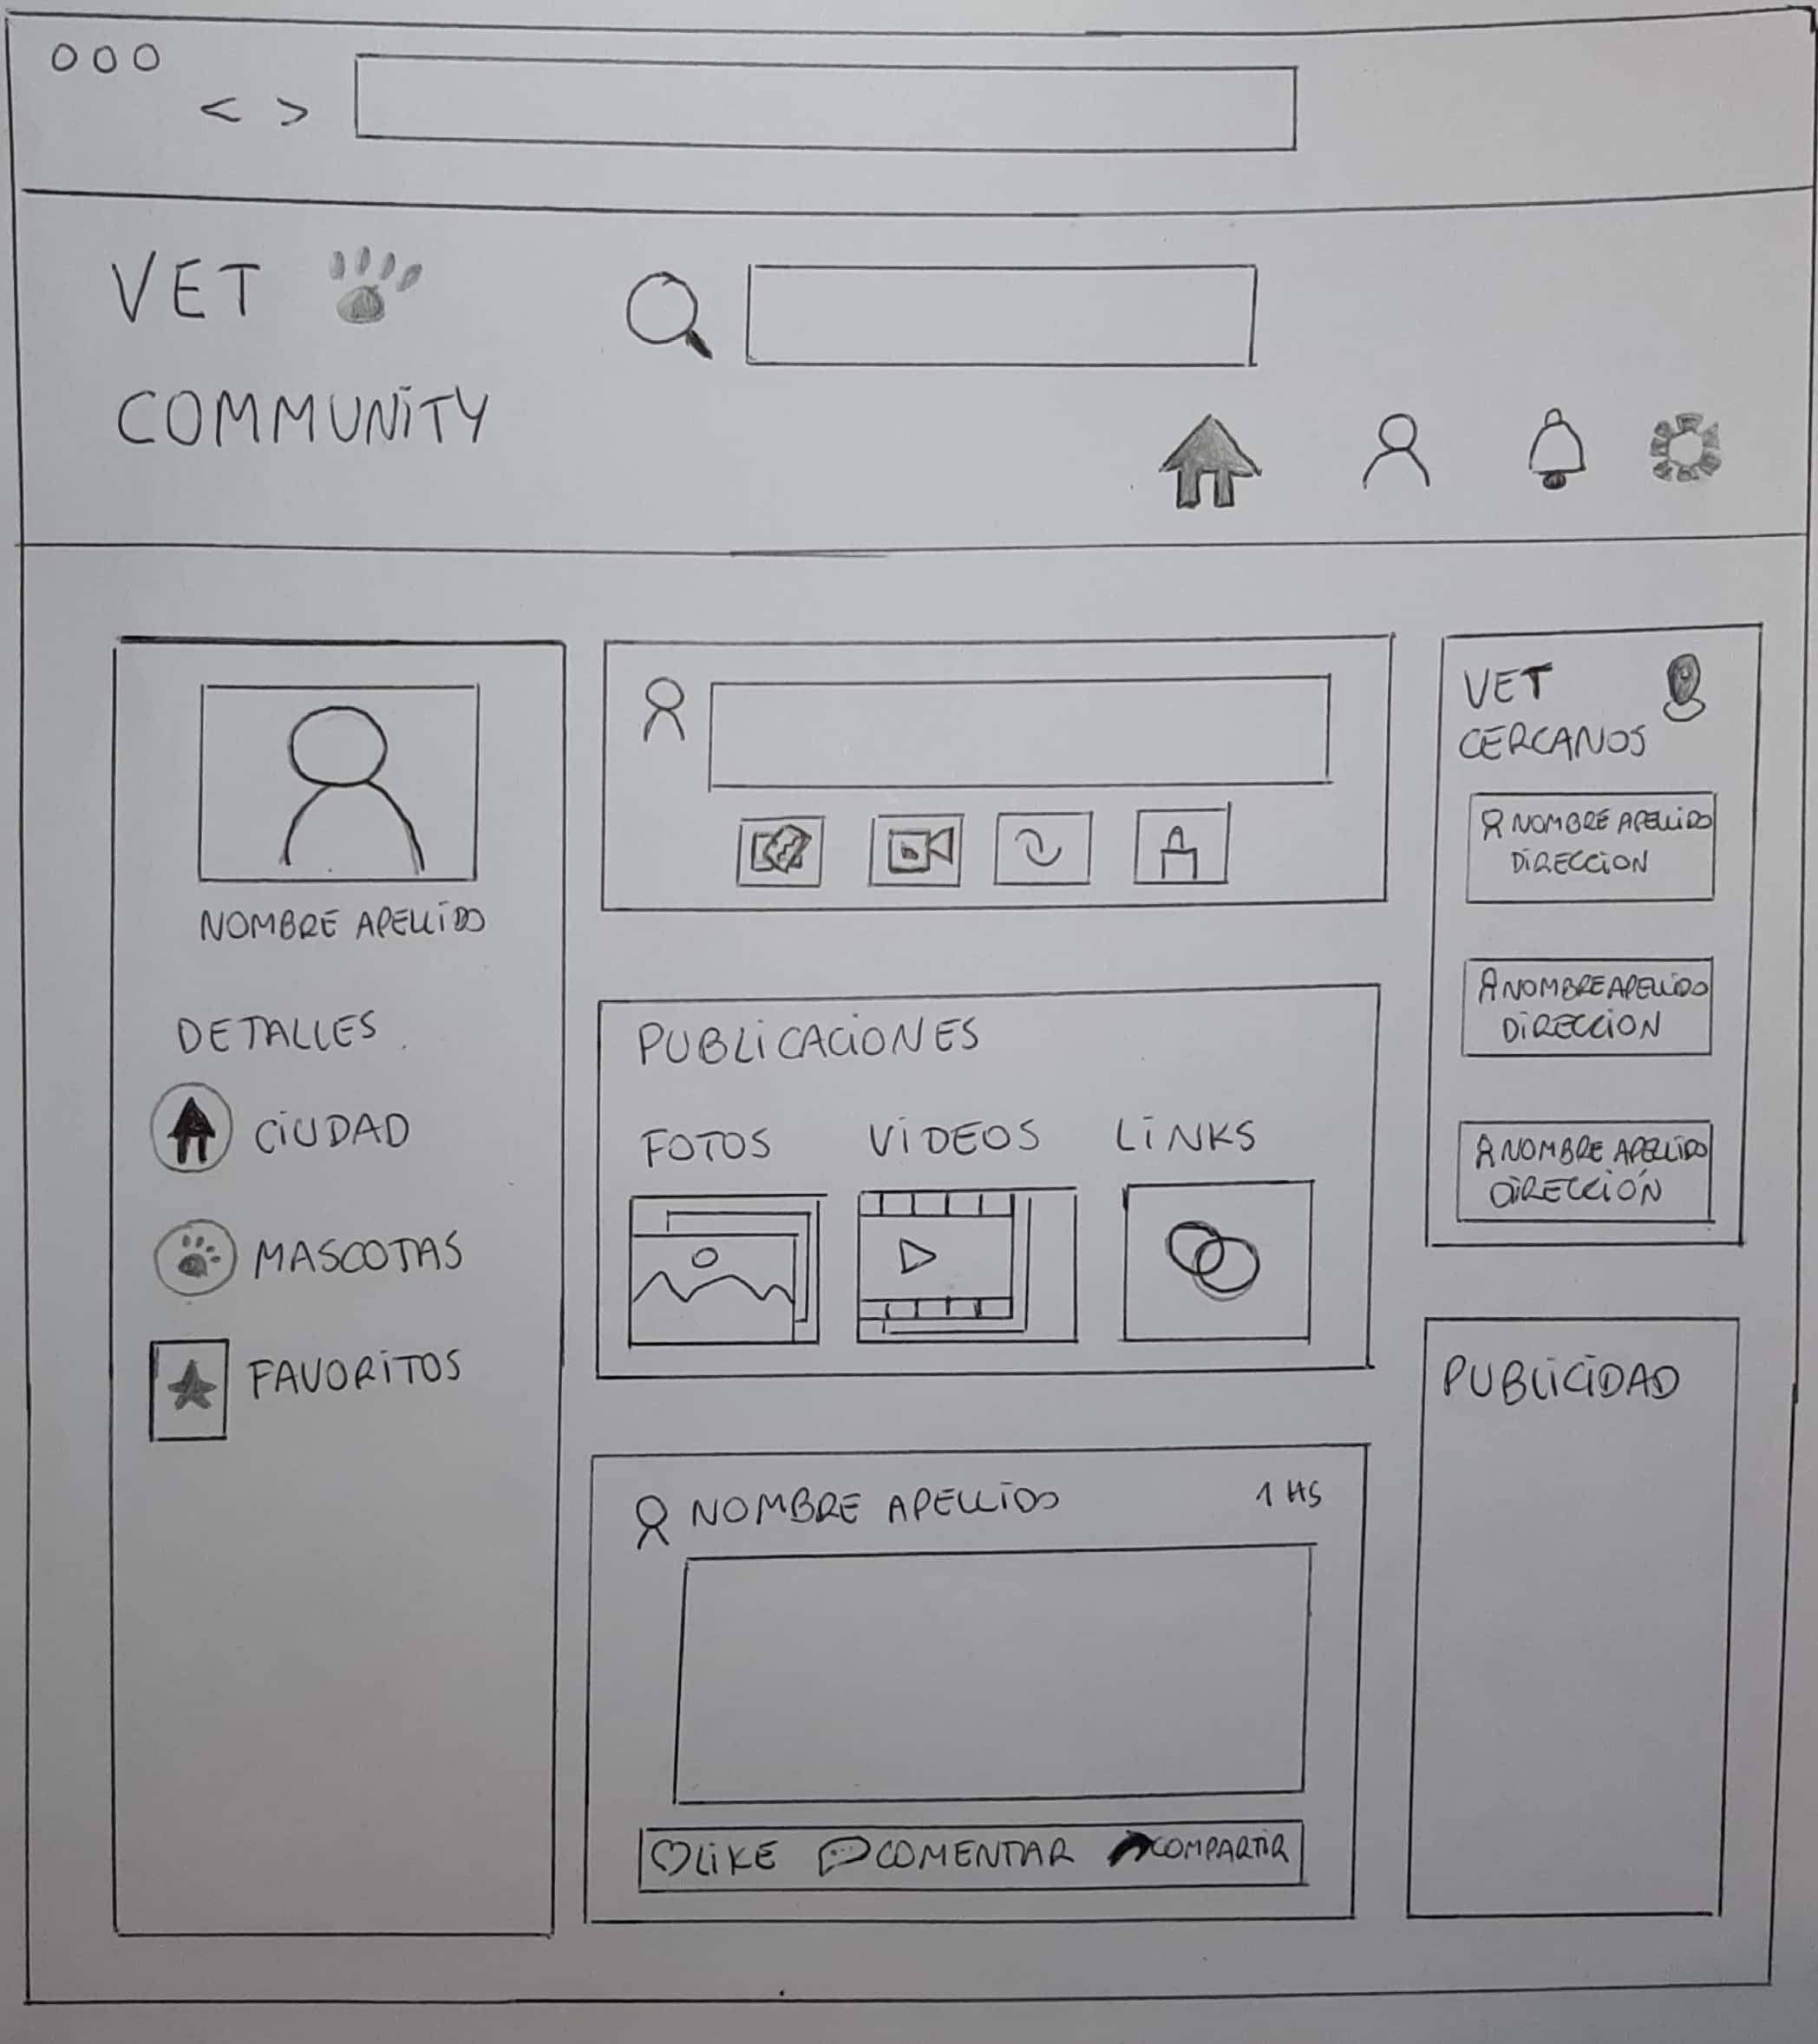 VET
COMMUNITY
NOMBRE APELLIDO
DETALLES
CIUDAD
MASCOTAS
FAVORITOS
PUBLICACIONES
FOTOS VIDEOS LINKS
NOMBRE APELLIDO 1 HS
LIKE COMENTAR COMPARTIR
VET
CERCANOS
NOMBRE APELLIDO
DIRECCION
NOMBRE APELLIDO
DIRECCION
NOMBRE APELLIDO
DIRECCIÓN
PUBLICIDAD